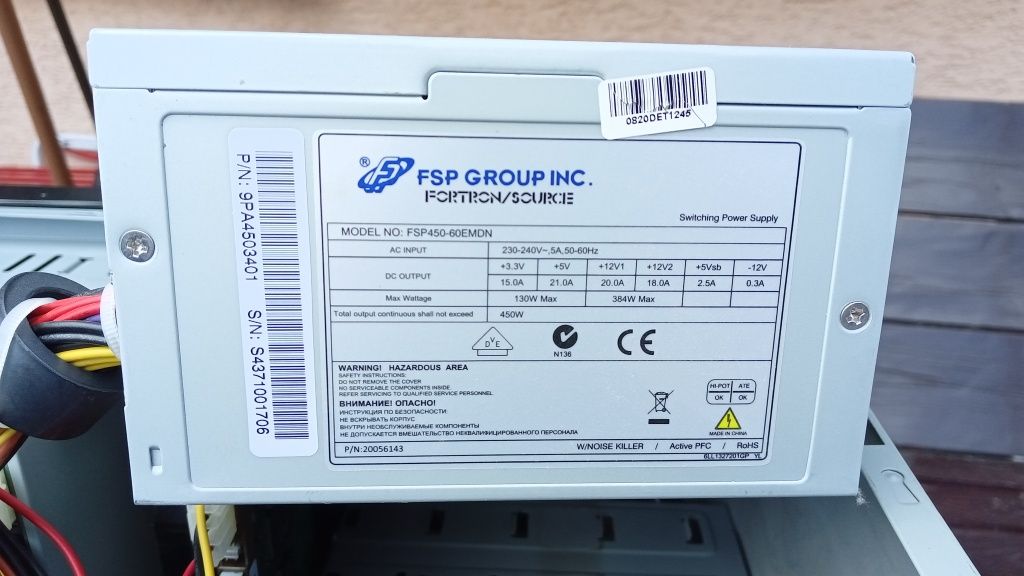 0B20DET1245
P/N: 9PA4503401 S/N: S4371001706
® FSP GROUP INC.
FORTRON/SOURCE
Switching Power Supply
MODEL NO: FSP450-60EMDN
AC INPUT 230-240V~,5A,50-60Hz
DC OUTPUT +3.3V +5V +12V1 +12V2 +5Vsb -12V
15.0A 21.0A 20.0A 18.0A 2.5A 0.3A
Max Wattage 130W Max 384W Max
Total output continuous shall not exceed 450W
DVE
N136
CE
WARNING! HAZARDOUS AREA
SAFETY INSTRUCTIONS:
DO NOT REMOVE THE COVER
NO SERVICEABLE COMPONENTS INSIDE.
REFER SERVICING TO QUALIFIED SERVICE PERSONNEL
ВНИМАНИЕ! ОПАСНО!
ИНСТРУКЦИЯ ПО БЕЗОПАСНОСТИ:
НЕ ВСКРЫВАТЬ КОРПУС
ВНУТРИ НЕОБСЛУЖИВАЕМЫЕ КОМПОНЕНТЫ
НЕ ДОПУСКАЕТСЯ ВМЕШАТЕЛЬСТВО НЕКВАЛИФИЦИРОВАННОГО ПЕРСОНАЛА
HI-POT ATE
OK OK
MADE IN CHINA
P/N:20056143 W/NOISE KILLER / Active PFC / RoHS
6LL1327201GP YL